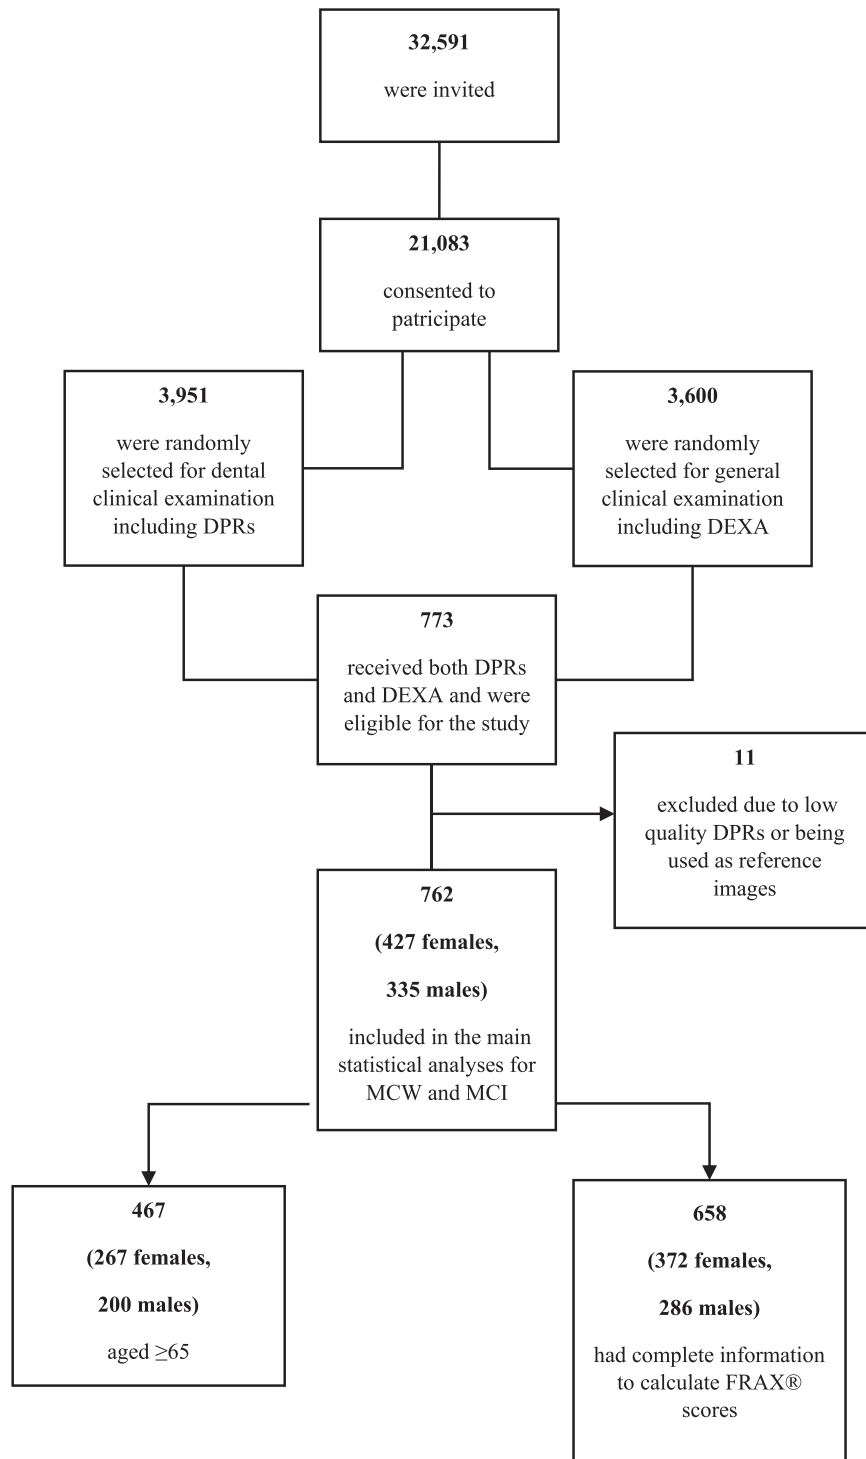 32,591
were invited
21,083
consented to
patricipate
3,951
were randomly
selected for dental
clinical examination
including DPRs
3,600
were randomly
selected for general
clinical examination
including DEXA
773
received both DPRs
and DEXA and were
eligible for the study
11
excluded due to low
quality DPRs or being
used as reference
images
762
(427 females,
335 males)
included in the main
statistical analyses for
MCW and MCI
467
(267 females,
200 males)
aged ≥65
658
(372 females,
286 males)
had complete information
to calculate FRAX®
scores